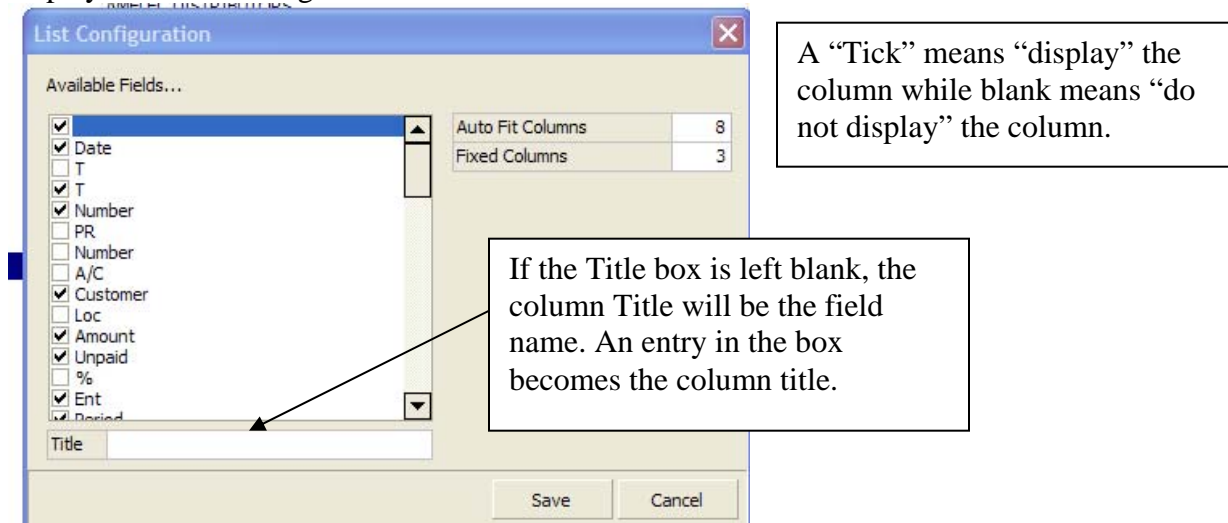 List Configuration
A “Tick” means “display” the
column while blank means “do
not display” the column.
Available Fields...
Date
T
T
Number
PR
Number
A/C
Customer
Loc
Amount
Unpaid
%
Ent
Period
Auto Fit Columns 8
Fixed Columns 3
If the Title box is left blank, the
column Title will be the field
name. An entry in the box
becomes the column title.
Title
Save Cancel